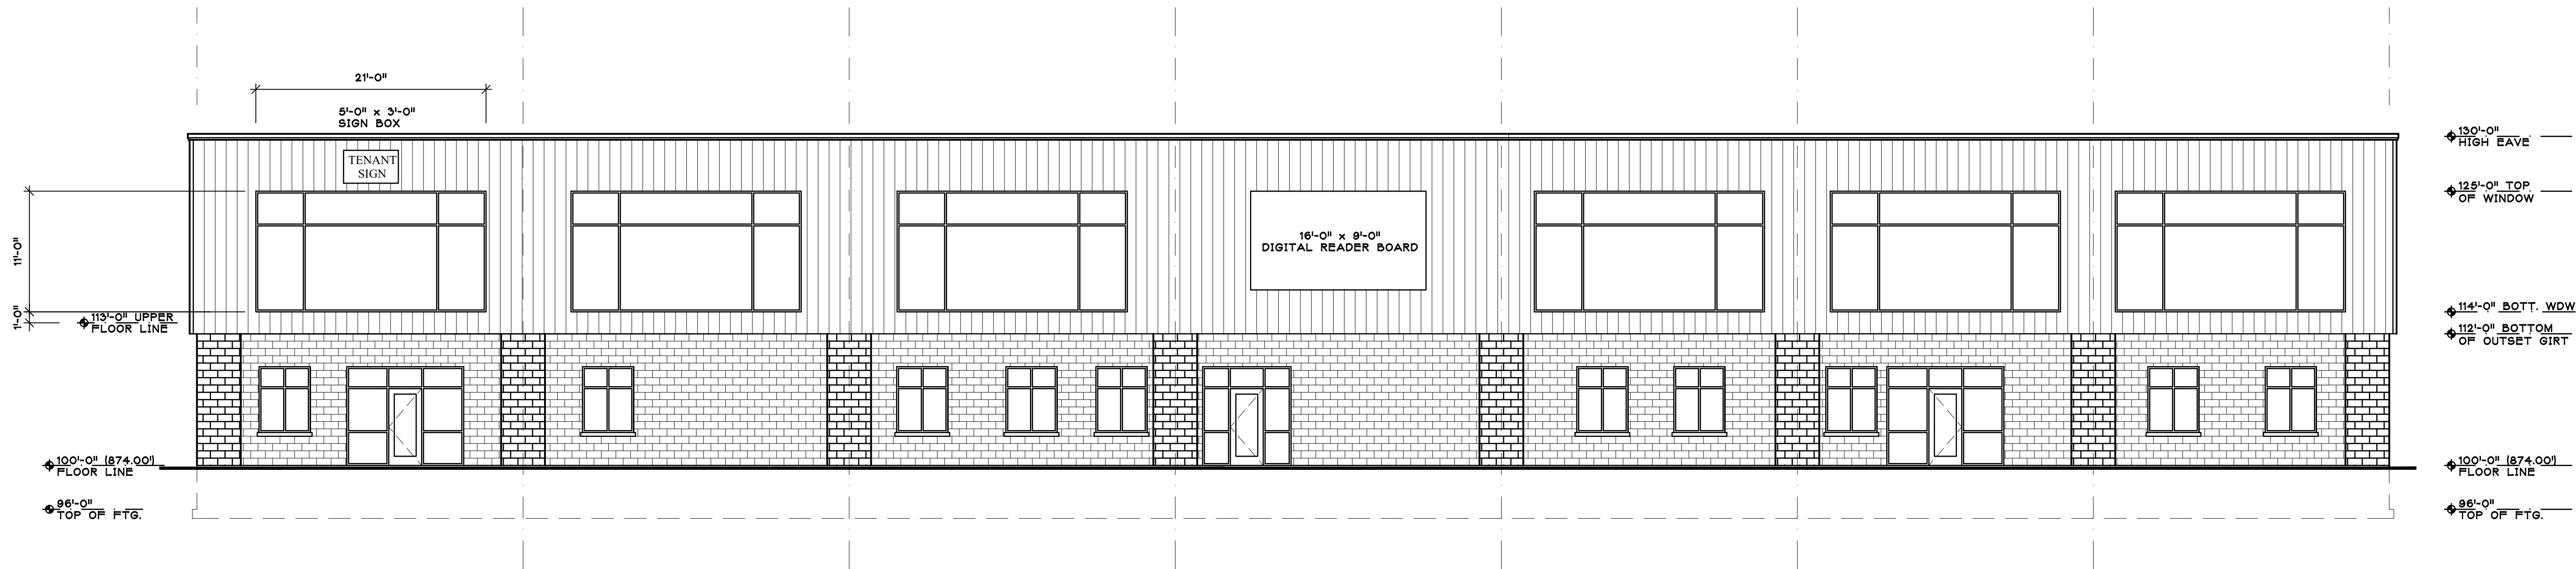 21'-0"
5'-0" x 3'-0"
SIGN BOX
TENANT
SIGN
11'-0"
1'-0"
113'-0" UPPER
FLOOR LINE
100'-0" (874.00')
FLOOR LINE
96'-0"
TOP OF FTG.
16'-0" x 9'-0"
DIGITAL READER BOARD
130'-0"
HIGH EAVE
125'-0" TOP
OF WINDOW
114'-0" BOTT. WDW
112'-0" BOTTOM
OF OUTSET GIRT
100'-0" (874.00')
FLOOR LINE
96'-0"
TOP OF FTG.